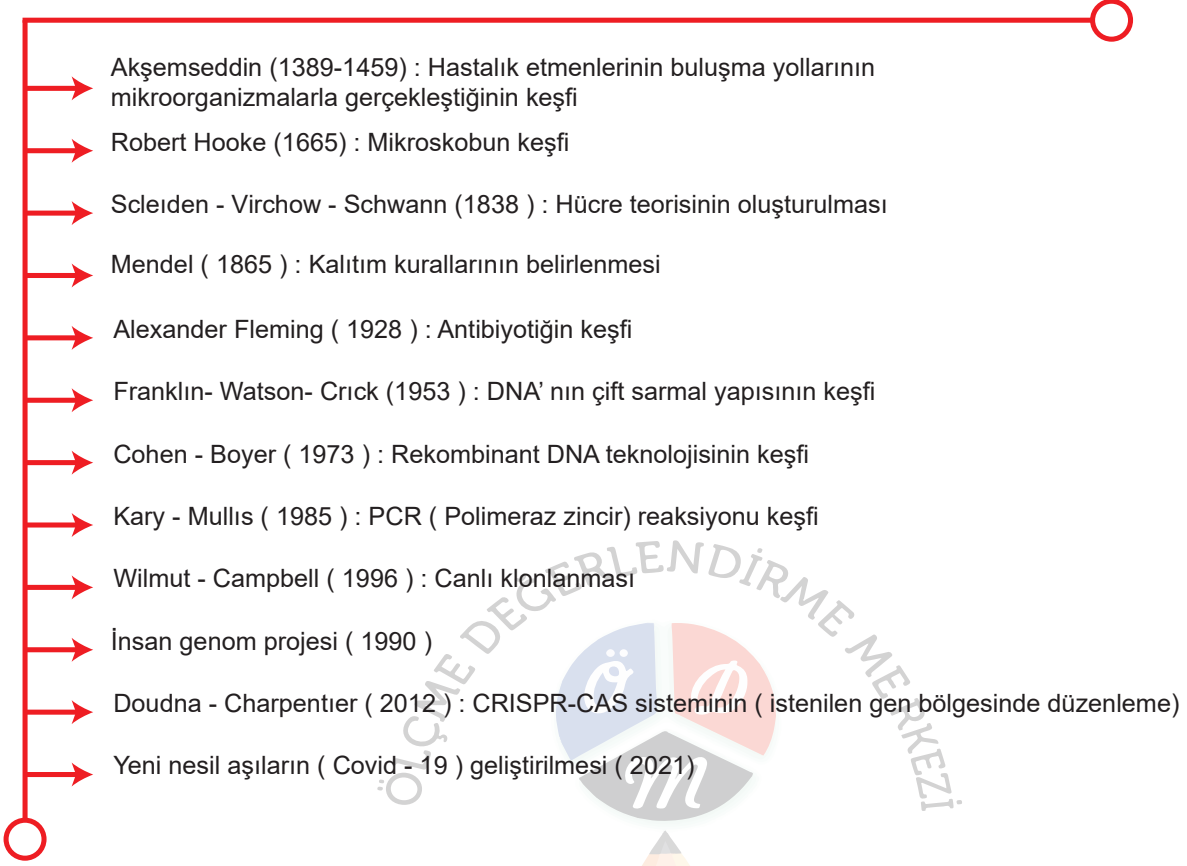 Akşemseddin (1389-1459) : Hastalık etmenlerinin buluşma yollarının
mikroorganizmalarla gerçekleştiğinin keşfi
Robert Hooke (1665) : Mikroskobun keşfi
Scleıden - Virchow - Schwann (1838 ) : Hücre teorisinin oluşturulması
Mendel ( 1865 ) : Kalıtım kurallarının belirlenmesi
Alexander Fleming ( 1928 ) : Antibiyotiğin keşfi
Franklın- Watson- Crıck (1953 ) : DNA’ nın çift sarmal yapısının keşfi
Cohen - Boyer ( 1973 ) : Rekombinant DNA teknolojisinin keşfi
Kary - Mullıs ( 1985 ) : PCR ( Polimeraz zincir) reaksiyonu keşfi
Wilmut - Campbell ( 1996 ) : Canlı klonlanması
İnsan genom projesi ( 1990 )
Doudna - Charpentıer ( 2012 ) : CRISPR-CAS sisteminin ( istenilen gen bölgesinde düzenleme)
Yeni nesil aşıların ( Covid - 19 ) geliştirilmesi ( 2021)
ÖLÇME DEĞERLENDİRME MERKEZİ
Ö D
M